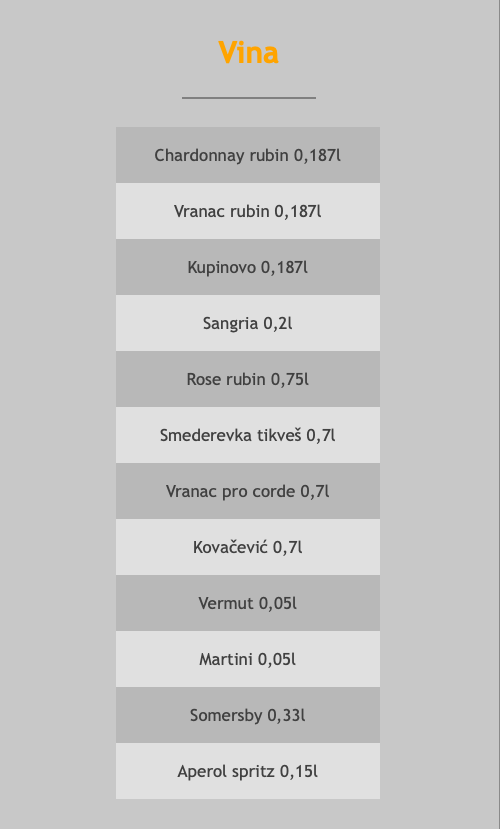 Vina
Chardonnay rubin 0,187l
Vranac rubin 0,187l
Kupinovo 0,187l
Sangria 0,2l
Rose rubin 0,75l
Smederevka tikveš 0,7l
Vranac pro corde 0,7l
Kovačević 0,7l
Vermut 0,05l
Martini 0,05l
Somersby 0,33l
Aperol spritz 0,15l